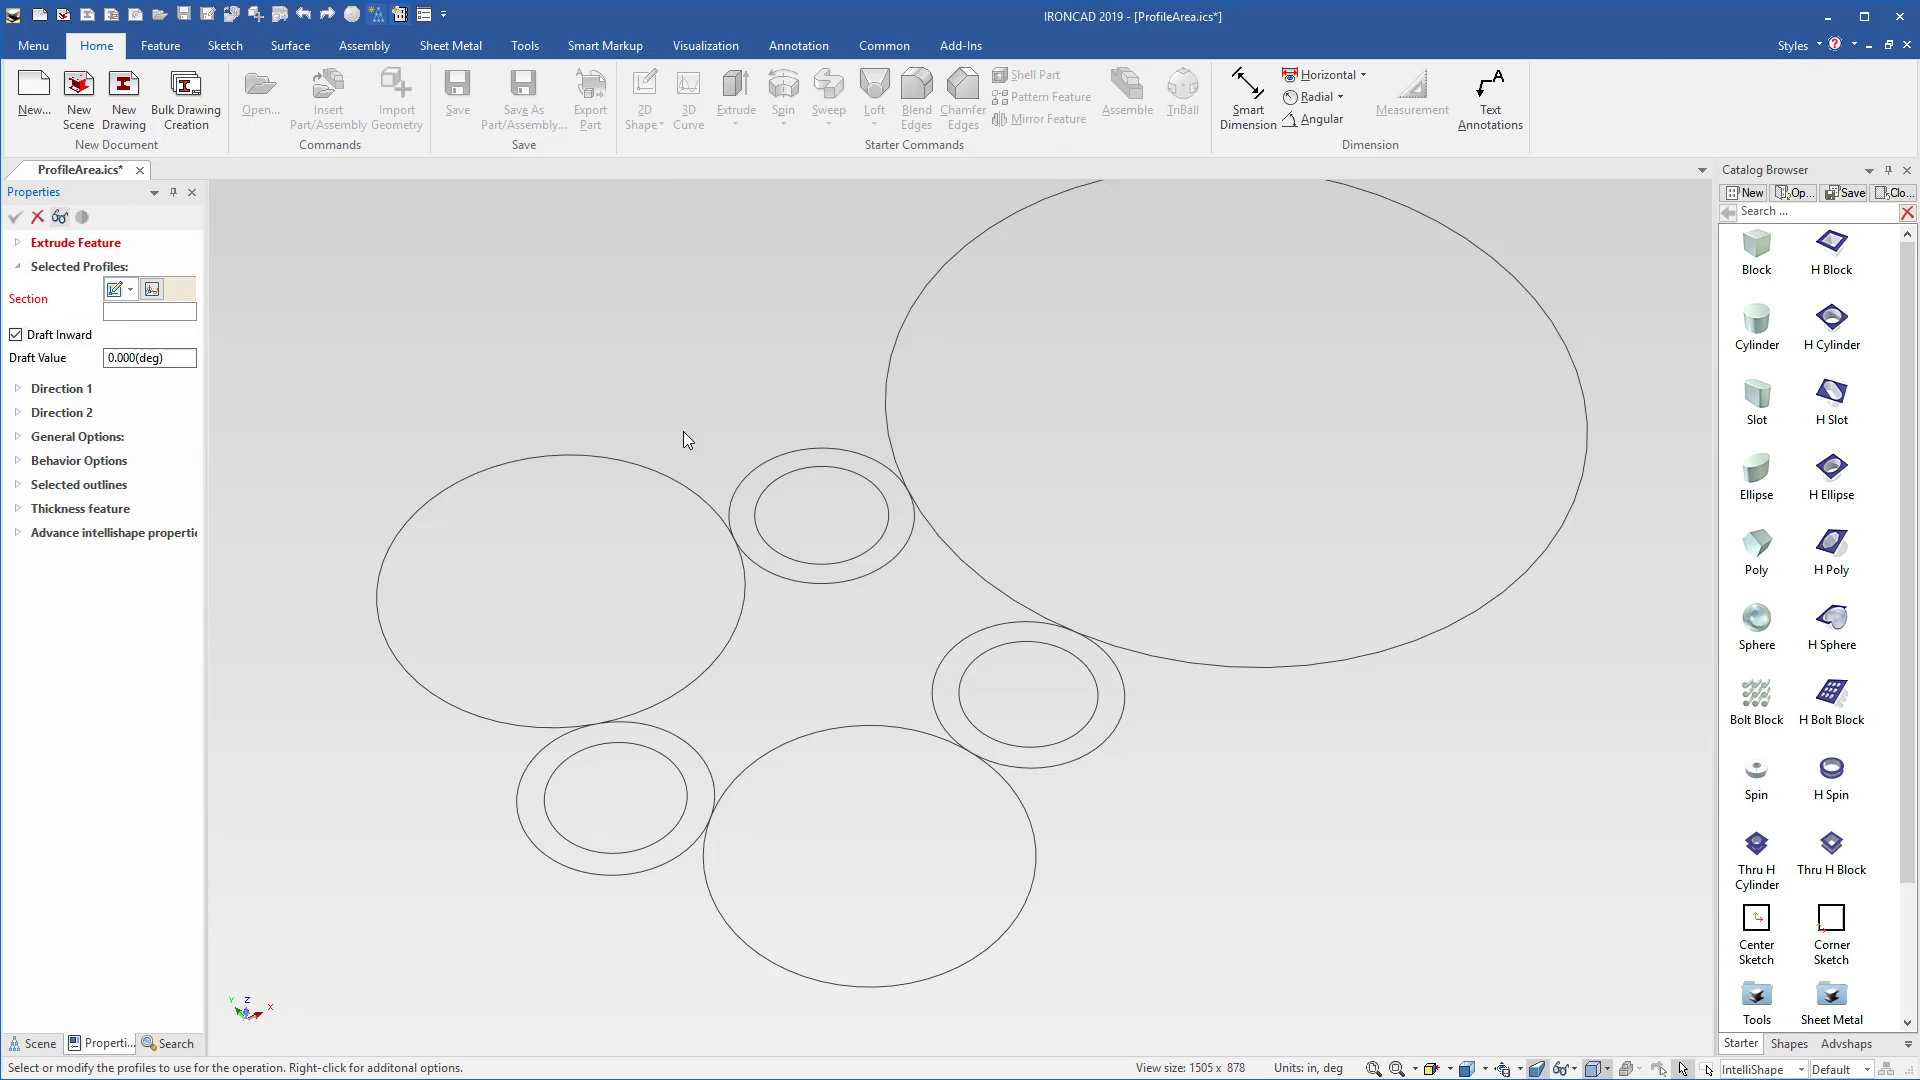 IRONCAD 2019 - [ProfileArea.ics*]
Menu Home Feature Sketch Surface Assembly Sheet Metal Tools Smart Markup Visualization Annotation Common Add-Ins Styles
New... New Scene New Drawing Bulk Drawing Creation
New Document
Open... Insert Part/Assembly Import Geometry
Commands
Save Save As Part/Assembly... Export Part
Save
2D Shape 3D Curve Extrude Spin Sweep Loft Blend Edges Chamfer Edges
Shell Part
Pattern Feature
Mirror Feature
Assemble TriBall
Starter Commands
Smart Dimension
Horizontal
Radial
Angular
Measurement Text Annotations
Dimension
ProfileArea.ics*
Properties
Extrude Feature
Selected Profiles:
Section
Draft Inward
Draft Value 0.000(deg)
Direction 1
Direction 2
General Options:
Behavior Options
Selected outlines
Thickness feature
Advance intellishape properti
Y Z X
Scene Properti... Search
Catalog Browser
New Op... Save Clo...
Search ...
Block H Block
Cylinder H Cylinder
Slot H Slot
Ellipse H Ellipse
Poly H Poly
Sphere H Sphere
Bolt Block H Bolt Block
Spin H Spin
Thru H Cylinder Thru H Block
Center Sketch Corner Sketch
Tools Sheet Metal
Starter Shapes Advshaps
Select or modify the profiles to use for the operation. Right-click for additonal options.
View size: 1505 x 878 Units: in, deg
IntelliShape Default